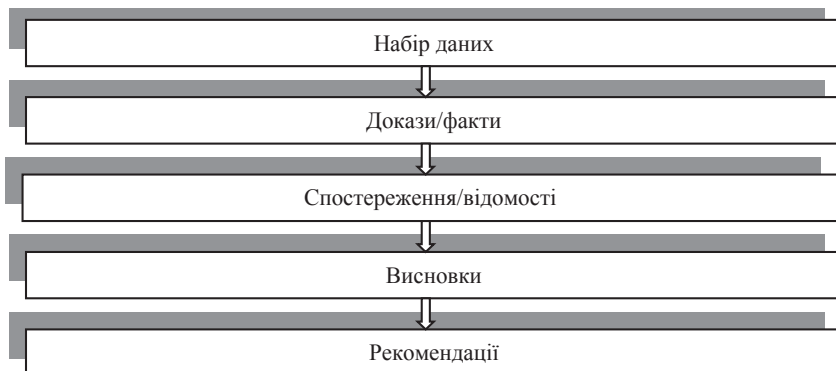 Набір даних
Докази/факти
Спостереження/відомості
Висновки
Рекомендації